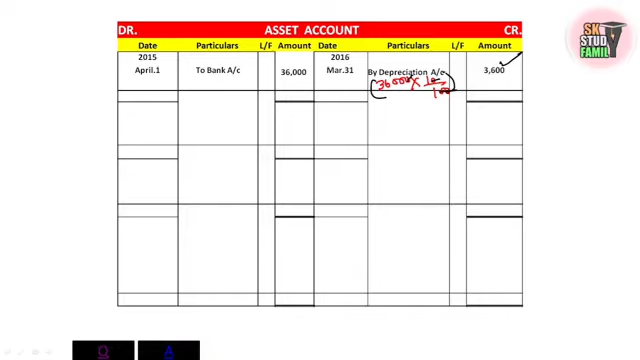 SK
STUD
FAMIL
DR. ASSET ACCOUNT CR.
Date Particulars L/F Amount Date Particulars L/F Amount
2015 2016
April.1 To Bank A/c 36,000 Mar.31 By Depreciation A/c 3,600
(36000 × 10/100)
Q A